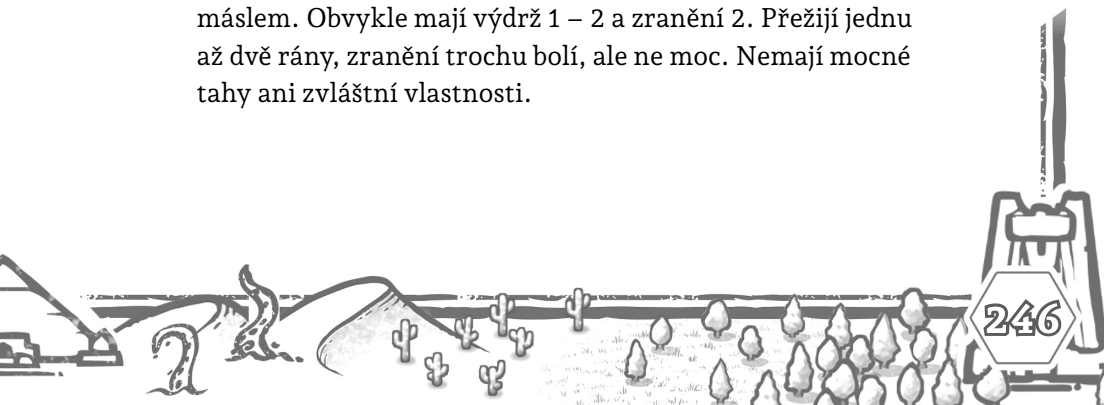 máslem. Obvykle mají výdrž 1 – 2 a zranění 2. Přežijí jednu
až dvě rány, zranění trochu bolí, ale ne moc. Nemají mocné
tahy ani zvláštní vlastnosti.
246